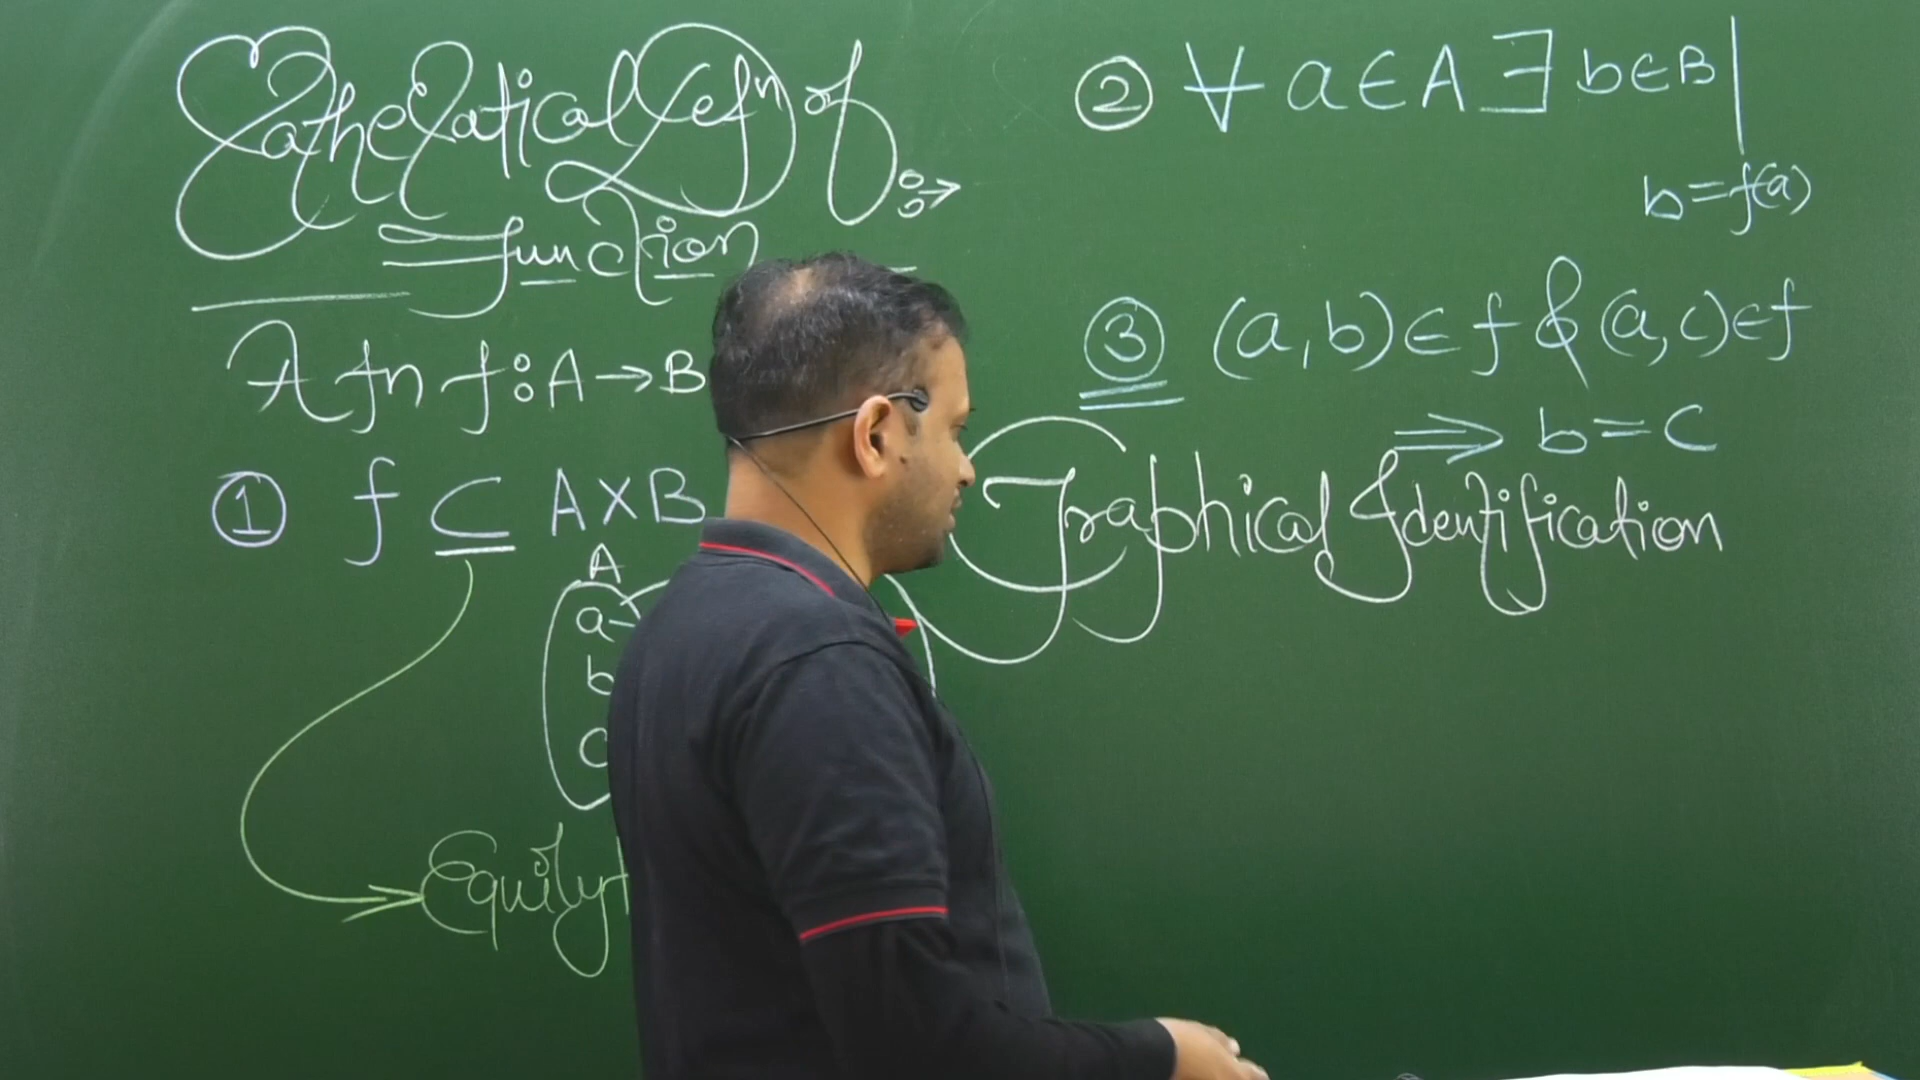 Mathematical Defn of :→
function
A fn f : A → B
① f ⊆ A×B
A
a
b
c
② ∀ a ∈ A ∃ b ∈ B |
b = f(a)
③ (a, b) ∈ f & (a, c) ∈ f
⇒ b = c
Graphical Identification